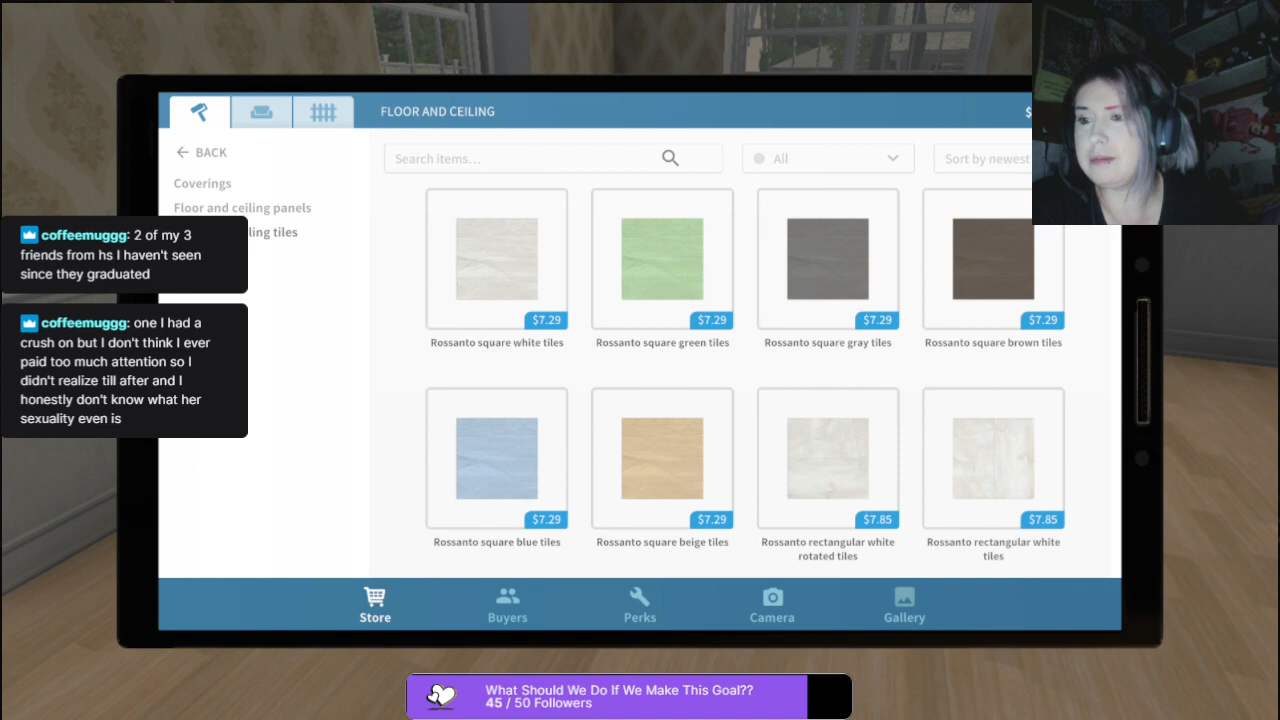 FLOOR AND CEILING
$
BACK
Search items...
All
Sort by newest
Coverings
Floor and ceiling panels
ling tiles
coffeemuggg: 2 of my 3
friends from hs I haven't seen
since they graduated
coffeemuggg: one I had a
crush on but I don't think I ever
paid too much attention so I
didn't realize till after and I
honestly don't know what her
sexuality even is
$7.29
$7.29
$7.29
$7.29
Rossanto square white tiles
Rossanto square green tiles
Rossanto square gray tiles
Rossanto square brown tiles
$7.29
$7.29
$7.85
$7.85
Rossanto square blue tiles
Rossanto square beige tiles
Rossanto rectangular white
rotated tiles
Rossanto rectangular white
tiles
Store
Buyers
Perks
Camera
Gallery
What Should We Do If We Make This Goal??
45 / 50 Followers